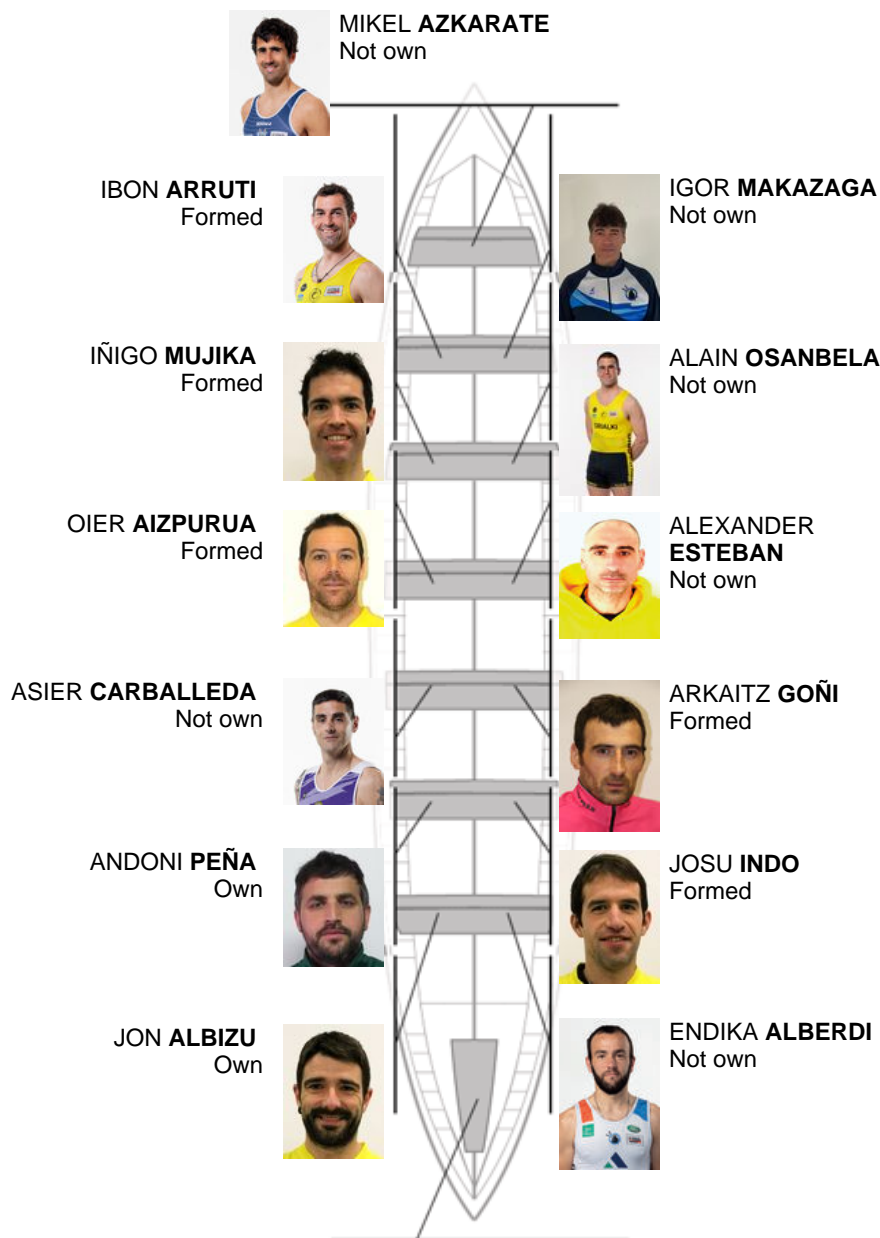 MIKEL AZKARATE
Not own
IBON ARRUTI
Formed
IGOR MAKAZAGA
Not own
IÑIGO MUJIKA
Formed
ALAIN OSANBELA
Not own
OIER AIZPURUA
Formed
ALEXANDER
ESTEBAN
Not own
ASIER CARBALLEDA
Not own
ARKAITZ GOÑI
Formed
ANDONI PEÑA
Own
JOSU INDO
Formed
JON ALBIZU
Own
ENDIKA ALBERDI
Not own